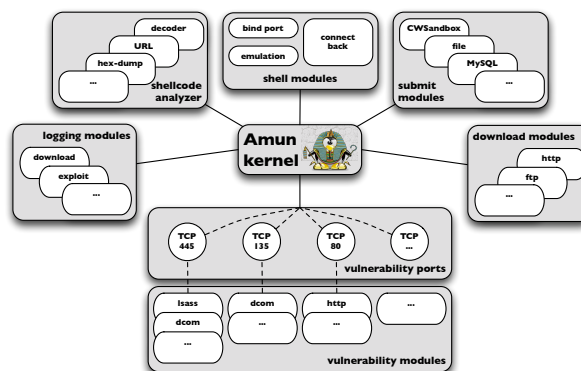 decoder
URL
hex-dump
...
shellcode
analyzer
bind port
emulation
connect
back
shell modules
CWSandbox
file
MySQL
...
submit
modules
logging modules
download
exploit
...
Amun
kernel
download modules
http
ftp
...
TCP
445
TCP
135
TCP
80
TCP
...
vulnerability ports
lsass
dcom
...
dcom
...
http
...
...
vulnerability modules